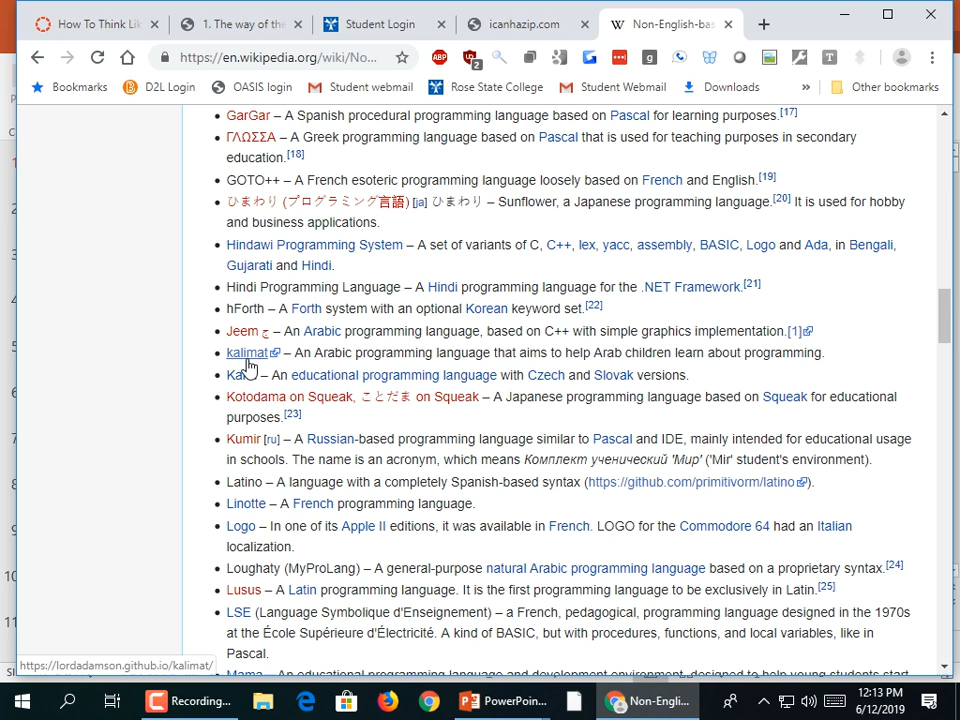 How To Think Lik
1. The way of the
Student Login
icanhazip.com
Non-English-bas
https://en.wikipedia.org/wiki/No...
Bookmarks
D2L Login
OASIS login
Student webmail
Rose State College
Student Webmail
Downloads
Other bookmarks
GarGar – A Spanish procedural programming language based on Pascal for learning purposes.[17]
ΓΛΩΣΣΑ – A Greek programming language based on Pascal that is used for teaching purposes in secondary
education.[18]
GOTO++ – A French esoteric programming language loosely based on French and English.[19]
ひまわり (プログラミング言語) [ja] ひまわり – Sunflower, a Japanese programming language.[20] It is used for hobby
and business applications.
Hindawi Programming System – A set of variants of C, C++, lex, yacc, assembly, BASIC, Logo and Ada, in Bengali,
Gujarati and Hindi.
Hindi Programming Language – A Hindi programming language for the .NET Framework.[21]
hForth – A Forth system with an optional Korean keyword set.[22]
Jeem ج – An Arabic programming language, based on C++ with simple graphics implementation.[1]
kalimat – An Arabic programming language that aims to help Arab children learn about programming.
– An educational programming language with Czech and Slovak versions.
Kotodama on Squeak, ことだま on Squeak – A Japanese programming language based on Squeak for educational
purposes.[23]
Kumir [ru] – A Russian-based programming language similar to Pascal and IDE, mainly intended for educational usage
in schools. The name is an acronym, which means Комплект ученический 'Мир' ('Mir' student's environment).
Latino – A language with a completely Spanish-based syntax (https://github.com/primitivorm/latino).
Linotte – A French programming language.
Logo – In one of its Apple II editions, it was available in French. LOGO for the Commodore 64 had an Italian
localization.
Loughaty (MyProLang) – A general-purpose natural Arabic programming language based on a proprietary syntax.[24]
Lusus – A Latin programming language. It is the first programming language to be exclusively in Latin.[25]
LSE (Language Symbolique d'Enseignement) – a French, pedagogical, programming language designed in the 1970s
at the École Supérieure d'Électricité. A kind of BASIC, but with procedures, functions, and local variables, like in
Pascal.
Mama – An educational programming language and development environment, designed to help young students start
https://lordadamson.github.io/kalimat/
Recording...
PowerPoin...
Non-Engli...
12:13 PM
6/12/2019